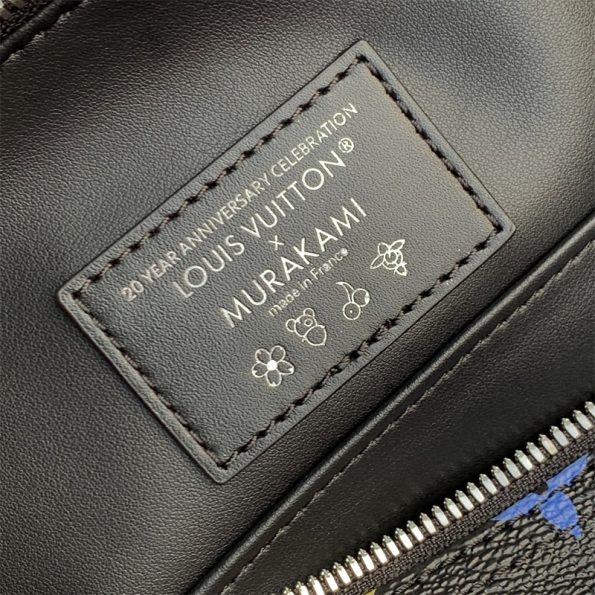 20 YEAR ANNIVERSARY CELEBRATION
LOUIS VUITTON®
×
MURAKAMI
made in France